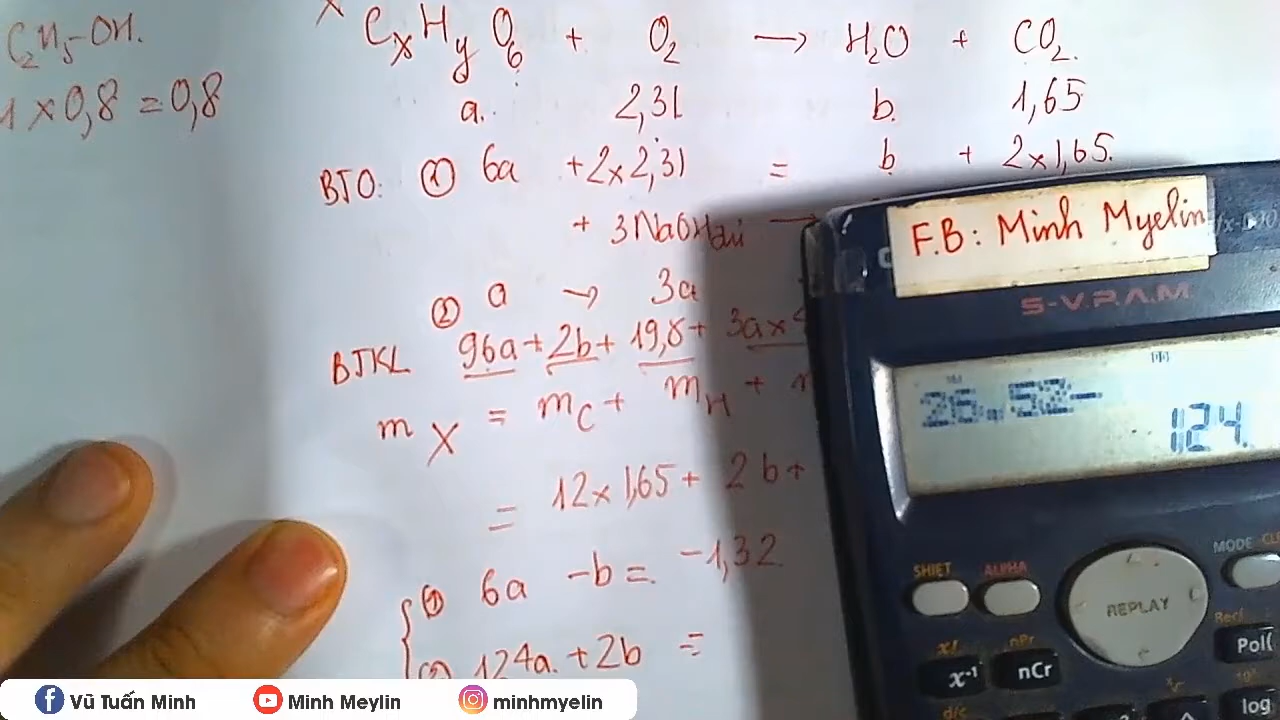 C₂H₅-OH.
1 × 0,8 = 0,8
CₓHyO₆ + O₂ → H₂O + CO₂.
a. 2,31 b. 1,65
BTO: ① 6a + 2×2,31 = b + 2×1,65.
+ 3NaOH
② a → 3a
BTKL 96a + 2b + 19,8 + 3a×
m X = mC + mH +
= 12×1,65 + 2b +
① 6a - b = -1,32
② 124a + 2b =
F.B: Minh Myelin
S-V.P.A.M.
26.52-
124.
SHIFT ALPHA MODE
REPLAY
x! nPr
x⁻¹ nCr Pol(
log
Vũ Tuấn Minh Minh Meylin minhmyelin